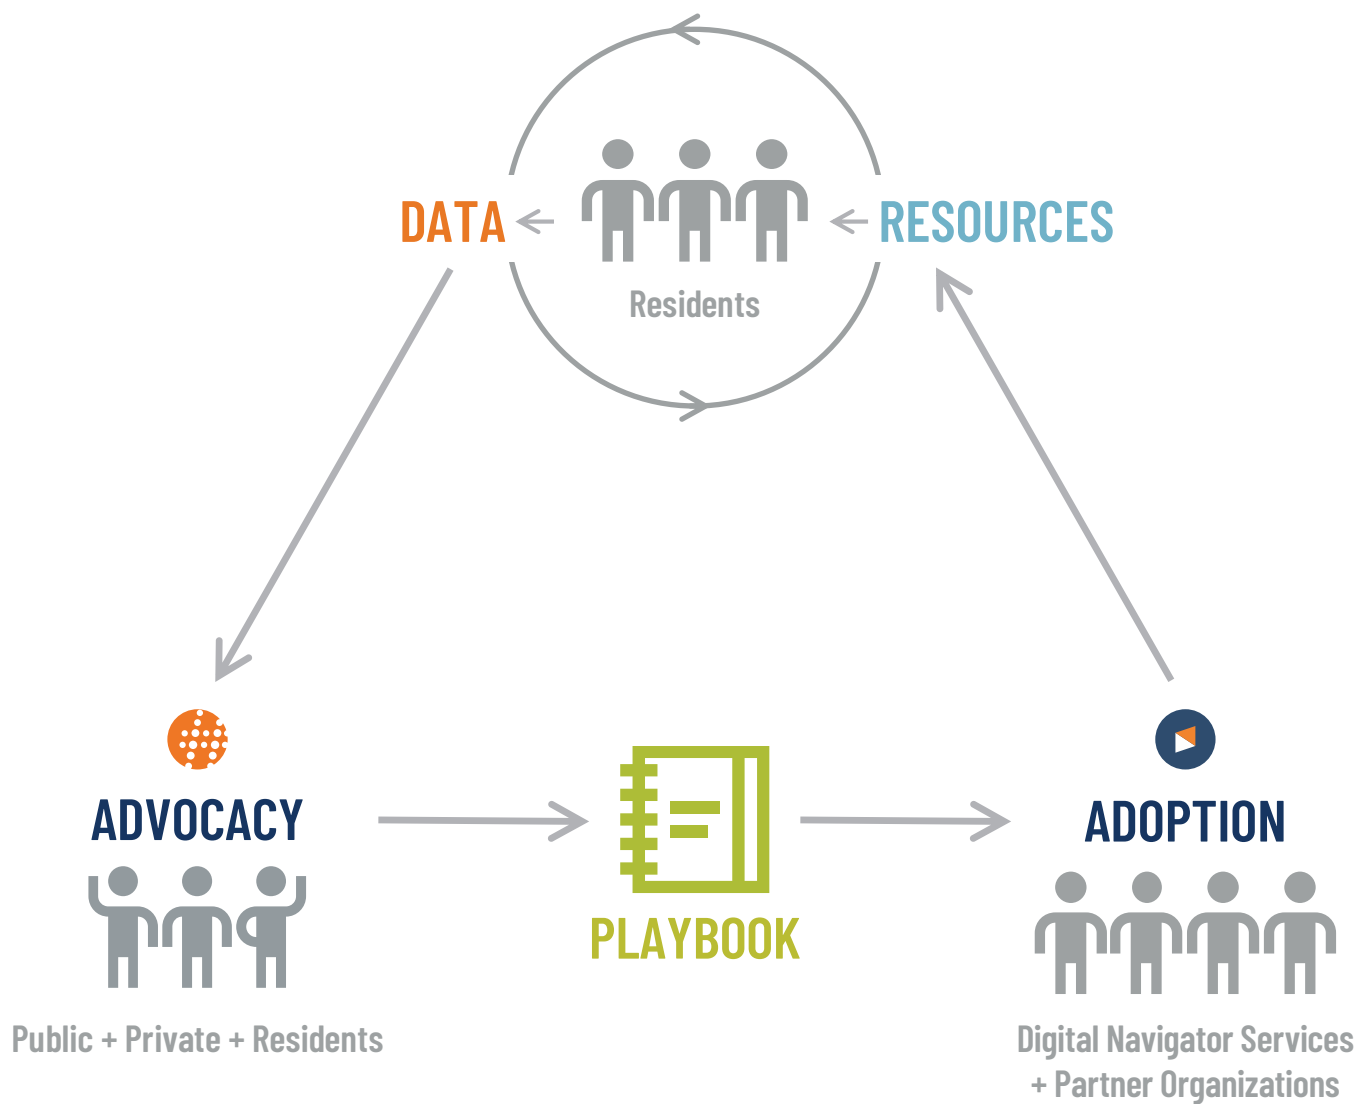 DATA
RESOURCES
Residents
ADVOCACY
Public + Private + Residents
PLAYBOOK
ADOPTION
Digital Navigator Services
+ Partner Organizations